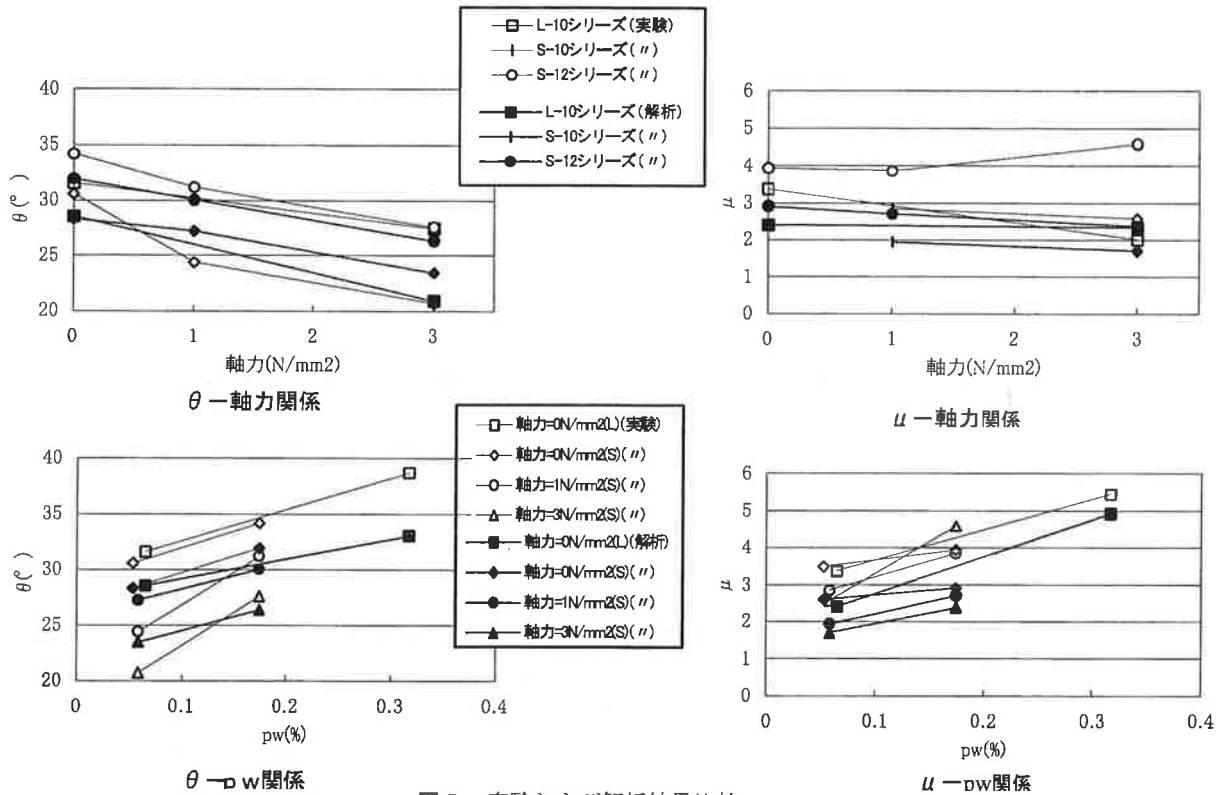 L-10シリーズ(実験)
S-10シリーズ(〃)
S-12シリーズ(〃)
L-10シリーズ(解析)
S-10シリーズ(〃)
S-12シリーズ(〃)
40
35
30
25
20
θ(°
0
1
2
3
軸力(N/mm2)
θ－軸力関係
6
5
4
3
2
1
0
μ
0
1
2
3
軸力(N/mm2)
μ－軸力関係
軸力=0N/mm2(L)(実験)
軸力=0N/mm2(S)(〃)
軸力=1N/mm2(S)(〃)
軸力=3N/mm2(S)(〃)
軸力=0N/mm2(L)(解析)
軸力=0N/mm2(S)(〃)
軸力=1N/mm2(S)(〃)
軸力=3N/mm2(S)(〃)
40
35
30
25
20
θ(°)
0
0.1
0.2
0.3
0.4
pw(%)
θ－pw関係
6
5
4
3
2
1
0
μ
0
0.1
0.2
0.3
0.4
pw(%)
μ－pw関係